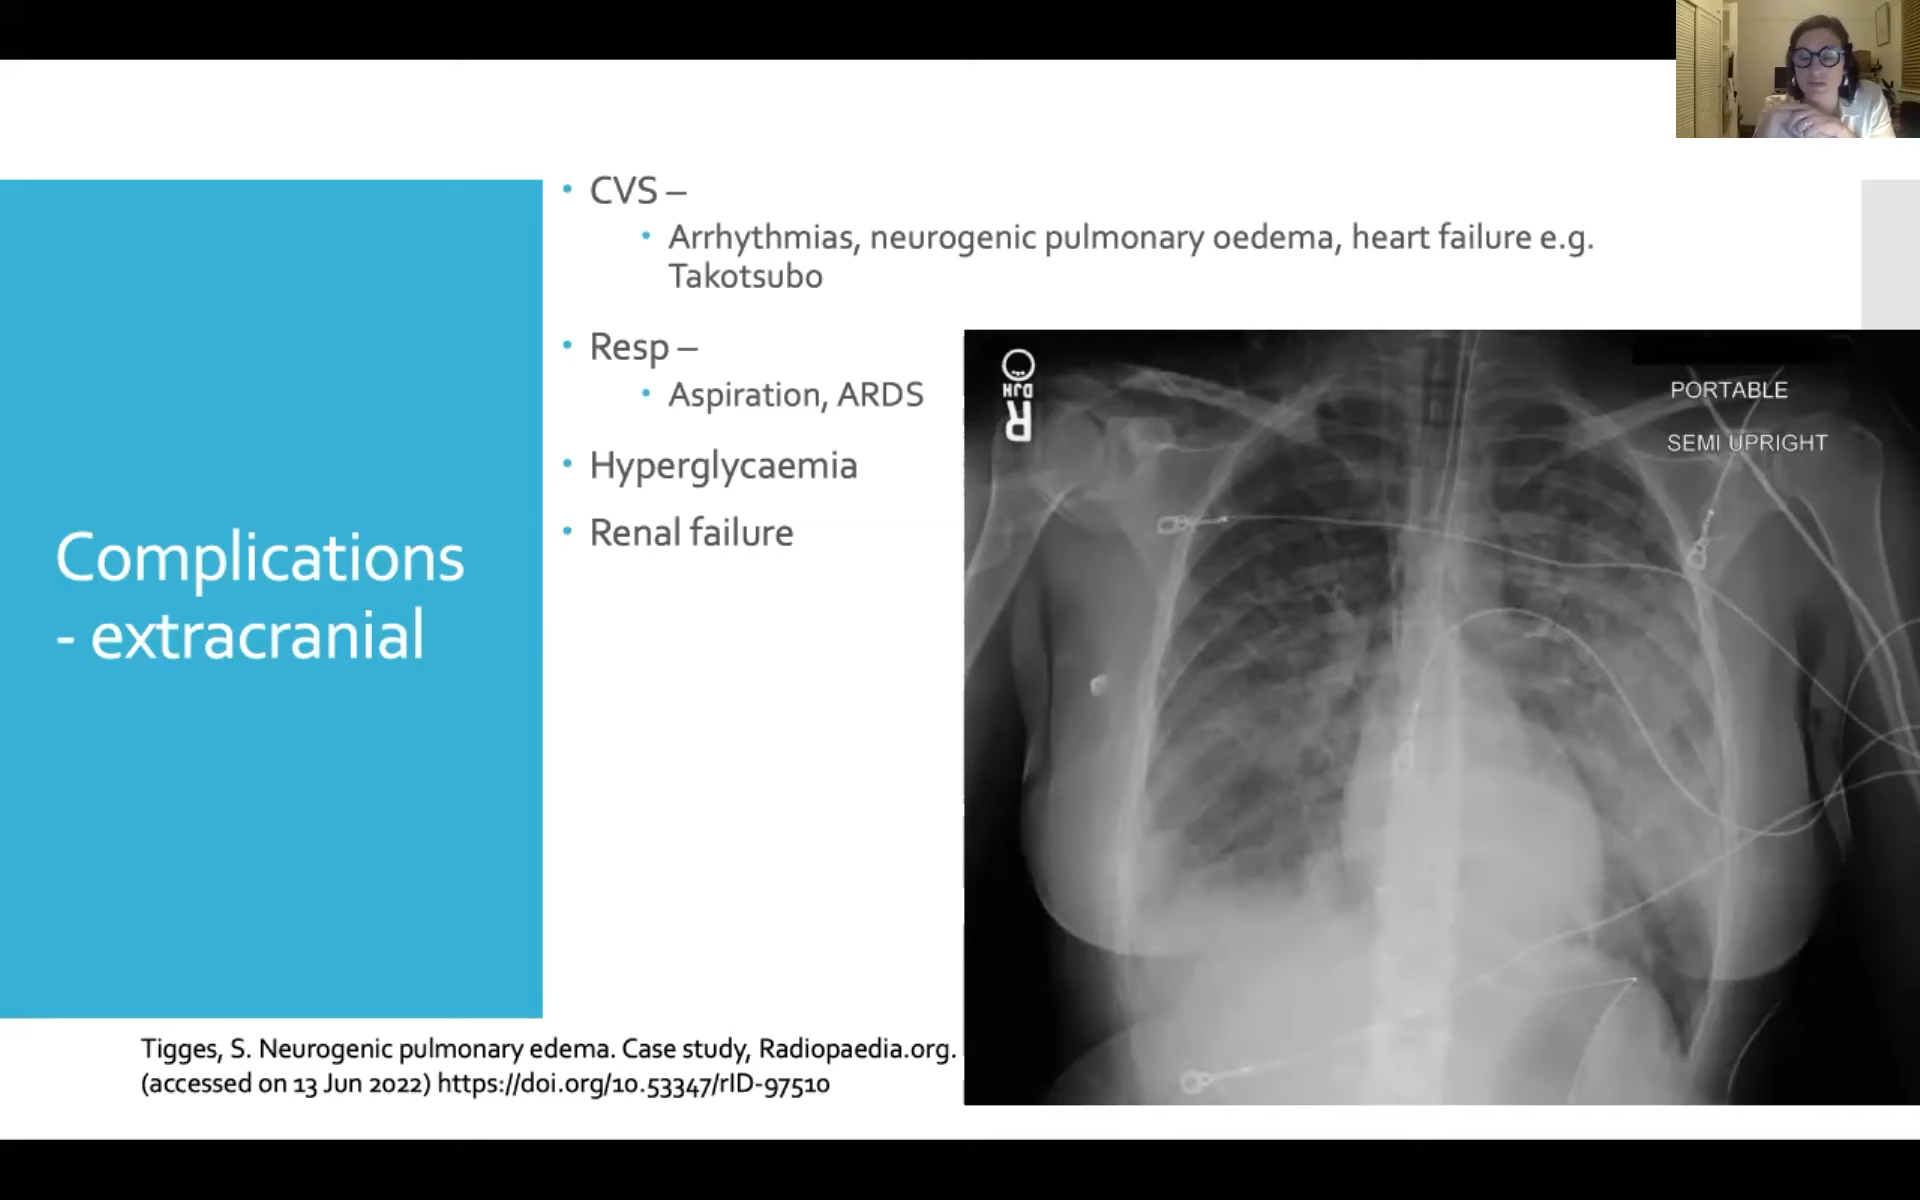 CVS –
Arrhythmias, neurogenic pulmonary oedema, heart failure e.g.
Takotsubo
Resp –
Aspiration, ARDS
Hyperglycaemia
Renal failure
Complications
- extracranial
DJH
R
PORTABLE
SEMI UPRIGHT
Tigges, S. Neurogenic pulmonary edema. Case study, Radiopaedia.org.
(accessed on 13 Jun 2022) https://doi.org/10.53347/rID-97510